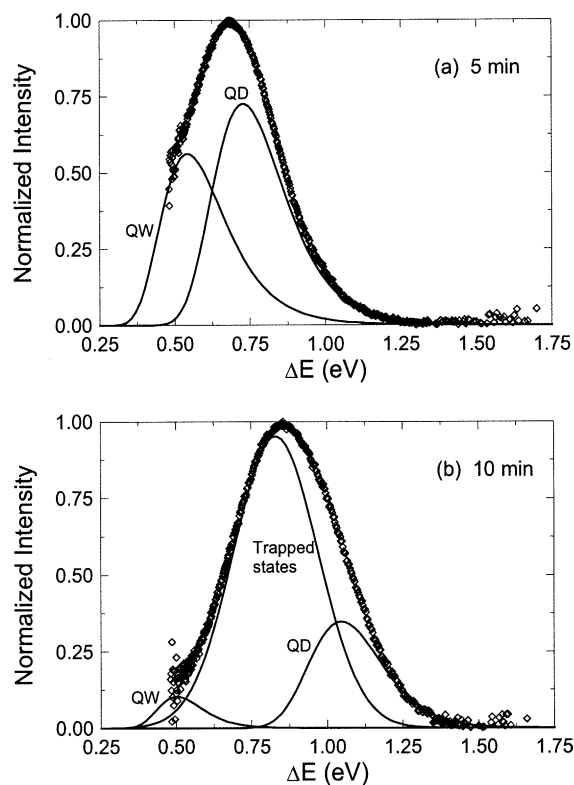 (a) 5 min
QD
QW
Normalized Intensity
1.00
0.75
0.50
0.25
0.00
0.25 0.50 0.75 1.00 1.25 1.50 1.75
ΔE (eV)
(b) 10 min
Trapped
states
QD
QW
Normalized Intensity
1.00
0.75
0.50
0.25
0.00
0.25 0.50 0.75 1.00 1.25 1.50 1.75
ΔE (eV)